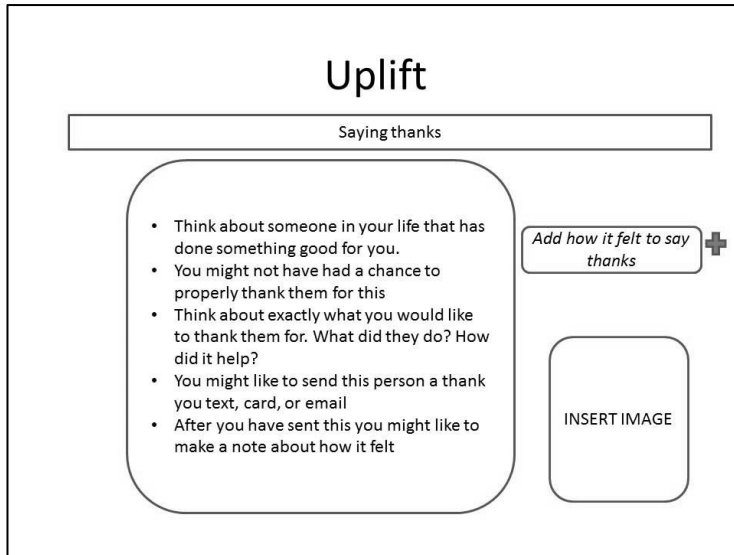 Uplift
Saying thanks
• Think about someone in your life that has
done something good for you.
• You might not have had a chance to
properly thank them for this
• Think about exactly what you would like
to thank them for. What did they do? How
did it help?
• You might like to send this person a thank
you text, card, or email
• After you have sent this you might like to
make a note about how it felt
Add how it felt to say
thanks
INSERT IMAGE